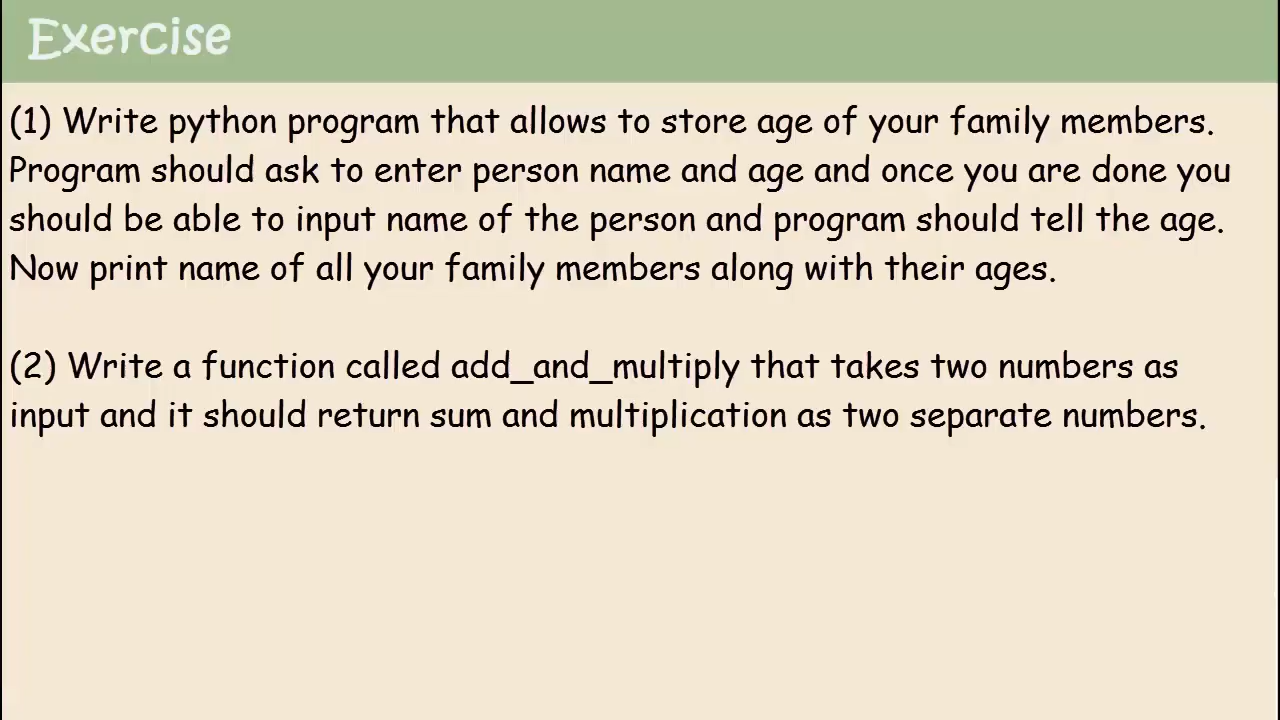 Exercise
(1) Write python program that allows to store age of your family members.
Program should ask to enter person name and age and once you are done you
should be able to input name of the person and program should tell the age.
Now print name of all your family members along with their ages.
(2) Write a function called add_and_multiply that takes two numbers as
input and it should return sum and multiplication as two separate numbers.